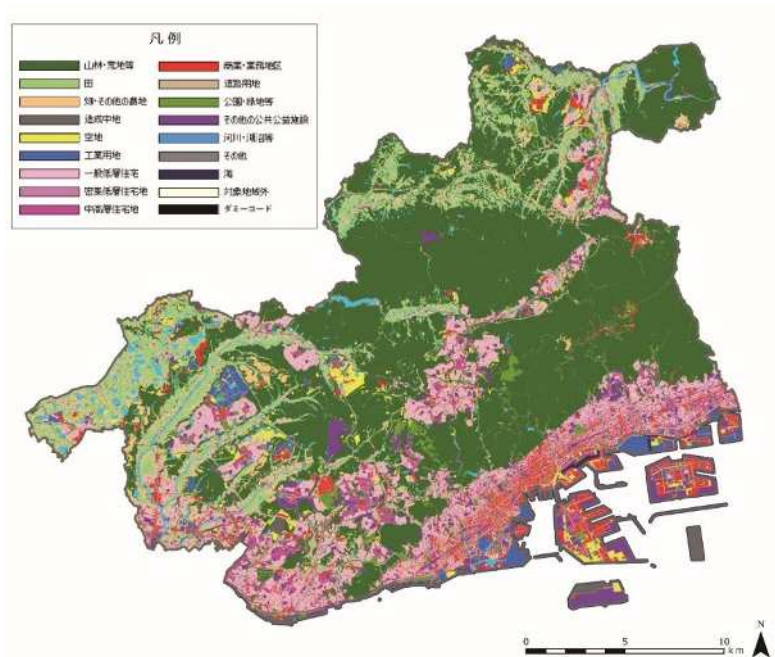 凡 例
山林・荒地等
田
畑・その他の農地
造成中地
空地
工業用地
一般低層住宅
密集低層住宅地
中高層住宅地
商業・業務地区
道路用地
公園・緑地等
その他の公共公益施設
河川・湖沼等
その他
海
対象地域外
ダミーコード
N
0 5 10
km